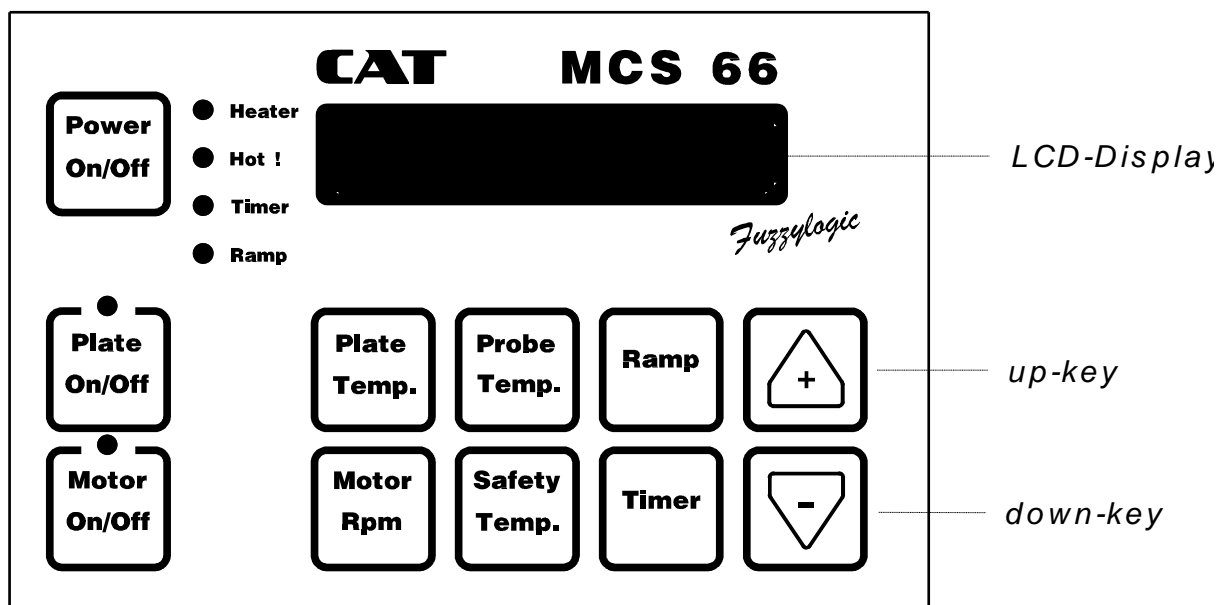 CAT MCS 66
Power
On/Off
Heater
Hot !
Timer
Ramp
LCD-Display
Fuzzylogic
Plate
On/Off
Plate
Temp.
Probe
Temp.
Ramp
+
up-key
Motor
On/Off
Motor
Rpm
Safety
Temp.
Timer
-
down-key